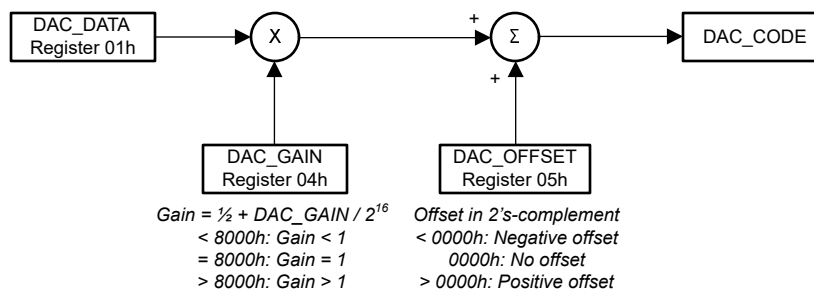 DAC_DATA
Register 01h
X
+
Σ
+
DAC_CODE
DAC_GAIN
Register 04h
DAC_OFFSET
Register 05h
Gain = ½ + DAC_GAIN / 2¹⁶
< 8000h: Gain < 1
= 8000h: Gain = 1
> 8000h: Gain > 1
Offset in 2’s-complement
< 0000h: Negative offset
0000h: No offset
> 0000h: Positive offset